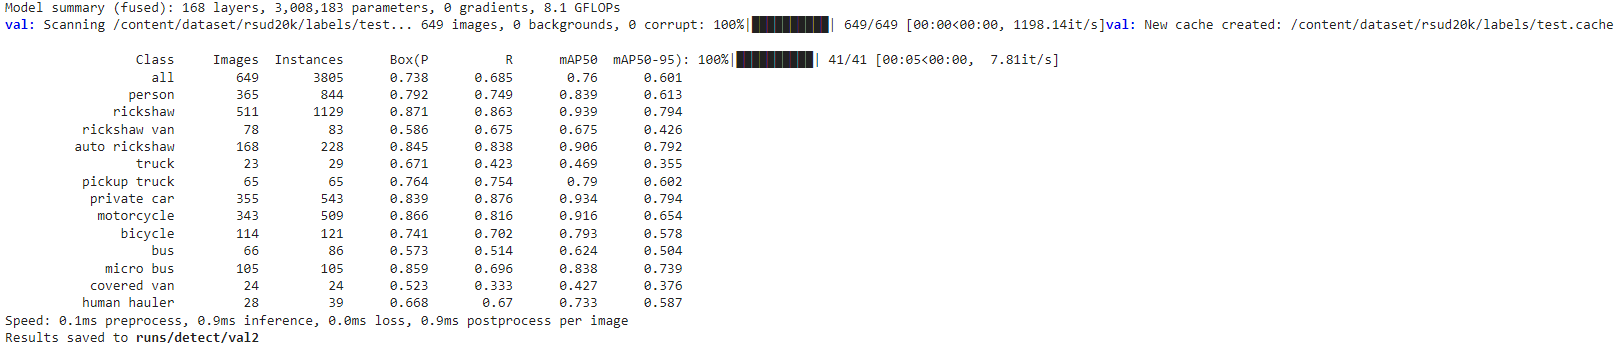 Model summary (fused): 168 layers, 3,008,183 parameters, 0 gradients, 8.1 GFLOPs
val: Scanning /content/dataset/rsud20k/labels/test... 649 images, 0 backgrounds, 0 corrupt: 100%|██████████| 649/649 [00:00<00:00, 1198.14it/s]val: New cache created: /content/dataset/rsud20k/labels/test.cache
Class Images Instances Box(P R mAP50 mAP50-95): 100%|██████████| 41/41 [00:05<00:00, 7.81it/s]
all 649 3805 0.738 0.685 0.76 0.601
person 365 844 0.792 0.749 0.839 0.613
rickshaw 511 1129 0.871 0.863 0.939 0.794
rickshaw van 78 83 0.586 0.675 0.675 0.426
auto rickshaw 168 228 0.845 0.838 0.906 0.792
truck 23 29 0.671 0.423 0.469 0.355
pickup truck 65 65 0.764 0.754 0.79 0.602
private car 355 543 0.839 0.876 0.934 0.794
motorcycle 343 509 0.866 0.816 0.916 0.654
bicycle 114 121 0.741 0.702 0.793 0.578
bus 66 86 0.573 0.514 0.624 0.504
micro bus 105 105 0.859 0.696 0.838 0.739
covered van 24 24 0.523 0.333 0.427 0.376
human hauler 28 39 0.668 0.67 0.733 0.587
Speed: 0.1ms preprocess, 0.9ms inference, 0.0ms loss, 0.9ms postprocess per image
Results saved to runs/detect/val2